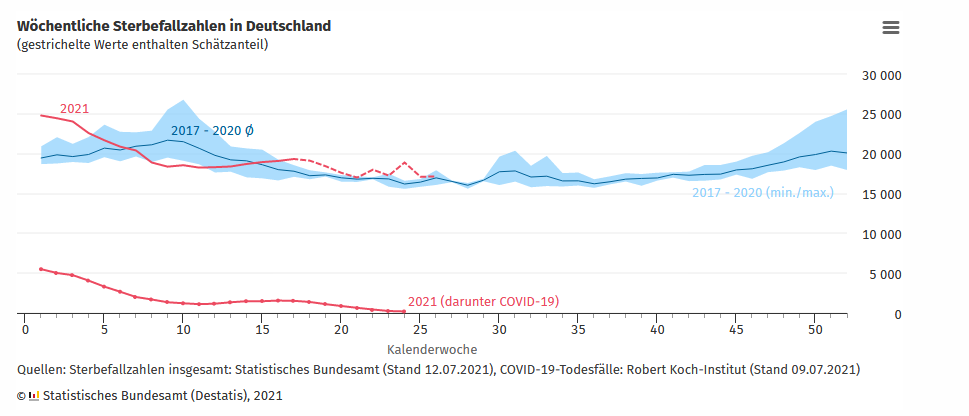 Wöchentliche Sterbefallzahlen in Deutschland
(gestrichelte Werte enthalten Schätzanteil)
30 000
2021
25 000
2017 - 2020 Ø
20 000
2017 - 2020 (min./max.)
15 000
10 000
5 000
2021 (darunter COVID-19)
0
0 5 10 15 20 25 30 35 40 45 50
Kalenderwoche
Quellen: Sterbefallzahlen insgesamt: Statistisches Bundesamt (Stand 12.07.2021), COVID-19-Todesfälle: Robert Koch-Institut (Stand 09.07.2021)
© Statistisches Bundesamt (Destatis), 2021